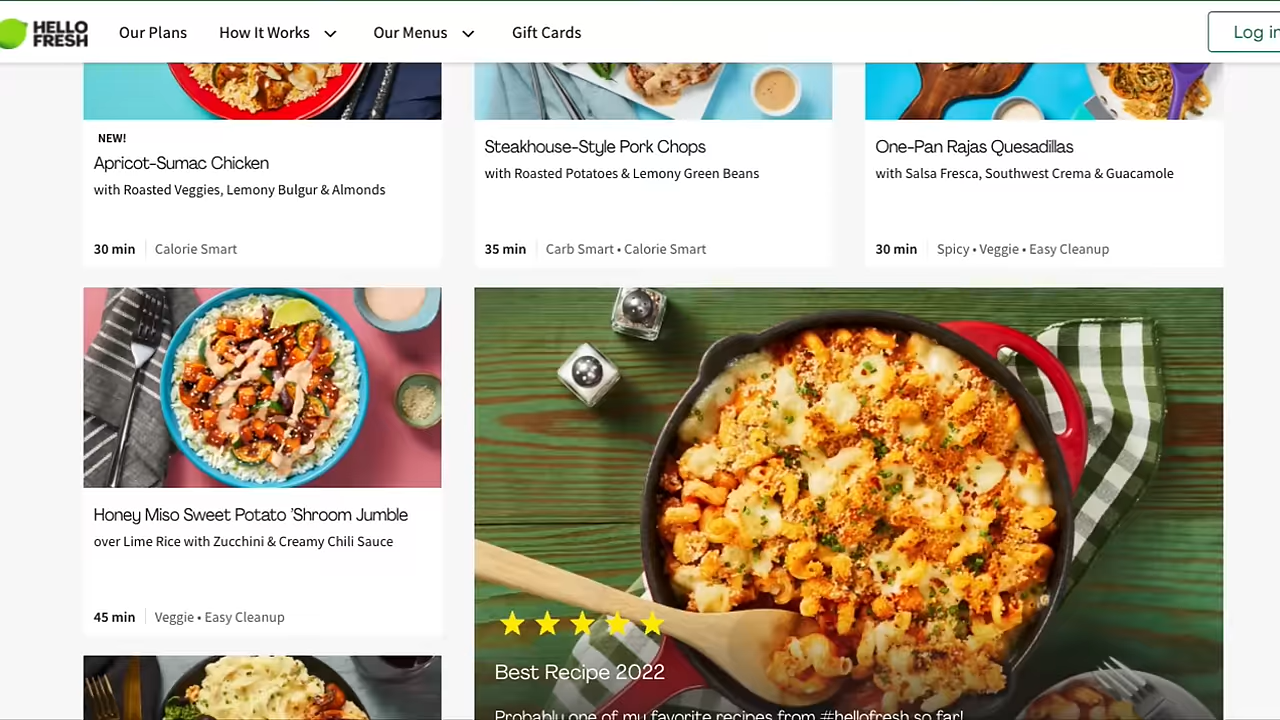 HELLO
FRESH
Our Plans
How It Works
Our Menus
Gift Cards
Log in
NEW!
Apricot-Sumac Chicken
with Roasted Veggies, Lemony Bulgur & Almonds
30 min
Calorie Smart
Steakhouse-Style Pork Chops
with Roasted Potatoes & Lemony Green Beans
35 min
Carb Smart • Calorie Smart
One-Pan Rajas Quesadillas
with Salsa Fresca, Southwest Crema & Guacamole
30 min
Spicy • Veggie • Easy Cleanup
Honey Miso Sweet Potato 'Shroom Jumble
over Lime Rice with Zucchini & Creamy Chili Sauce
45 min
Veggie • Easy Cleanup
Best Recipe 2022
Probably one of my favorite recipes from #hellofresh so far!